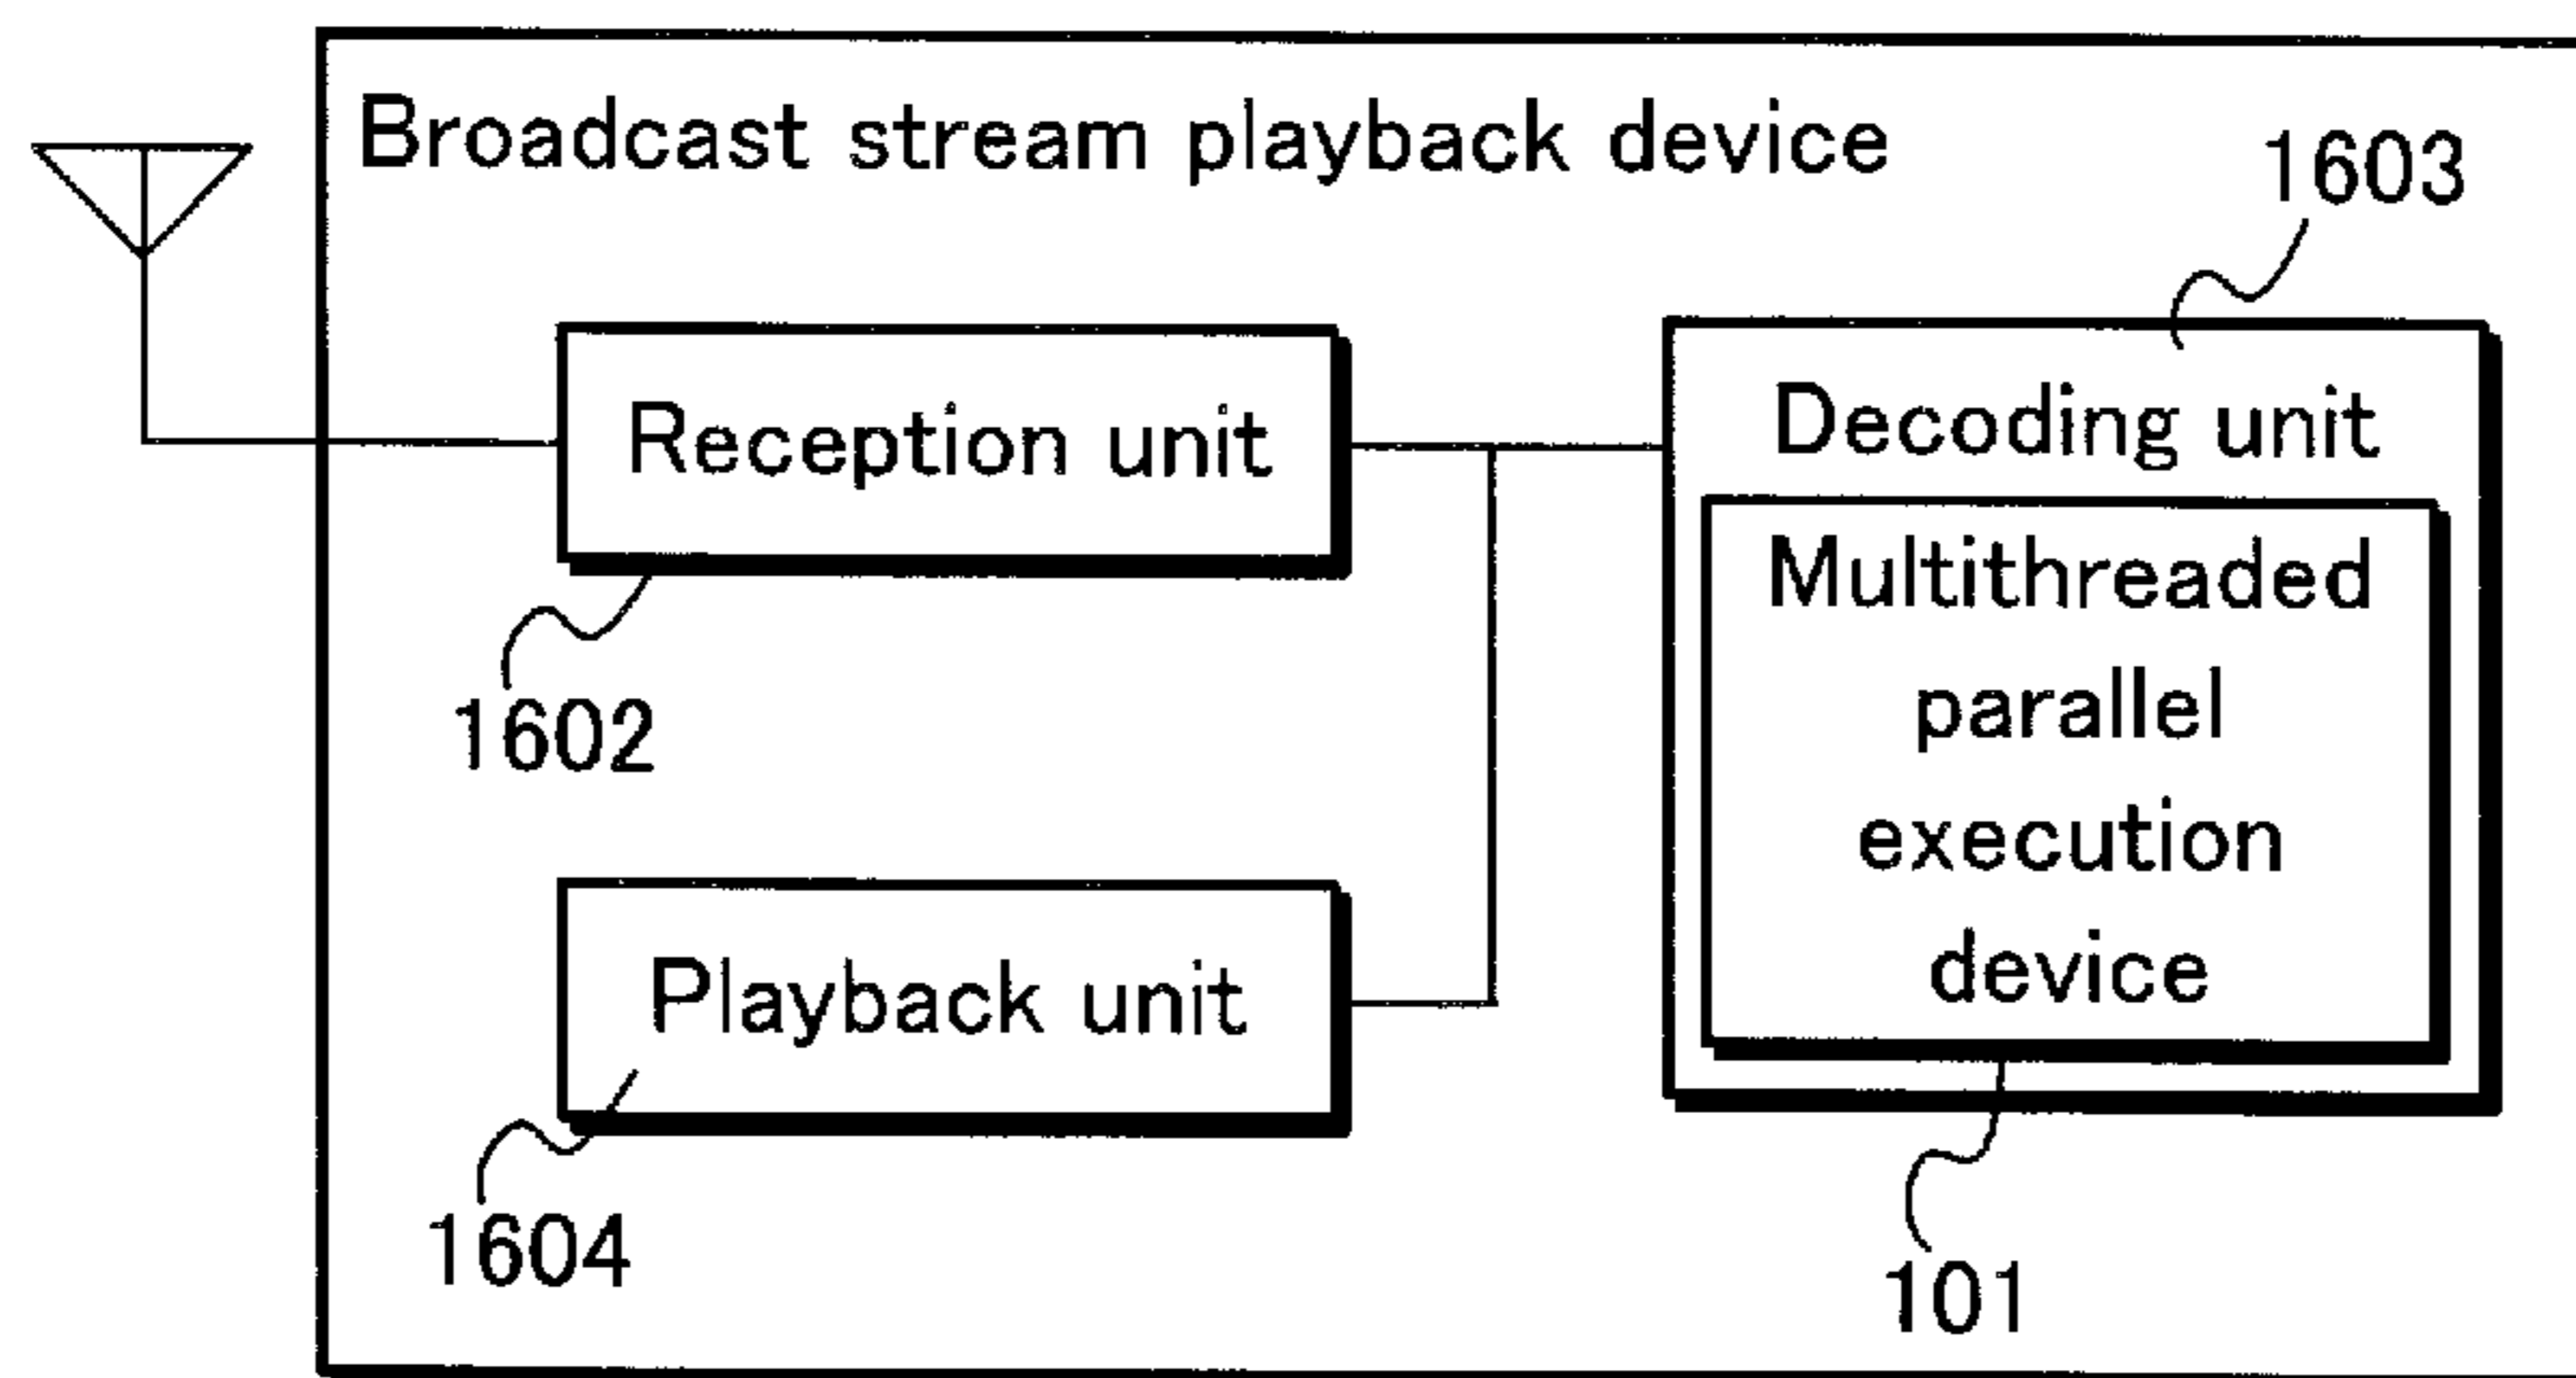 Broadcast stream playback device
1603
Reception unit
Decoding unit
Multithreaded
parallel
execution
device
1602
Playback unit
1604
101